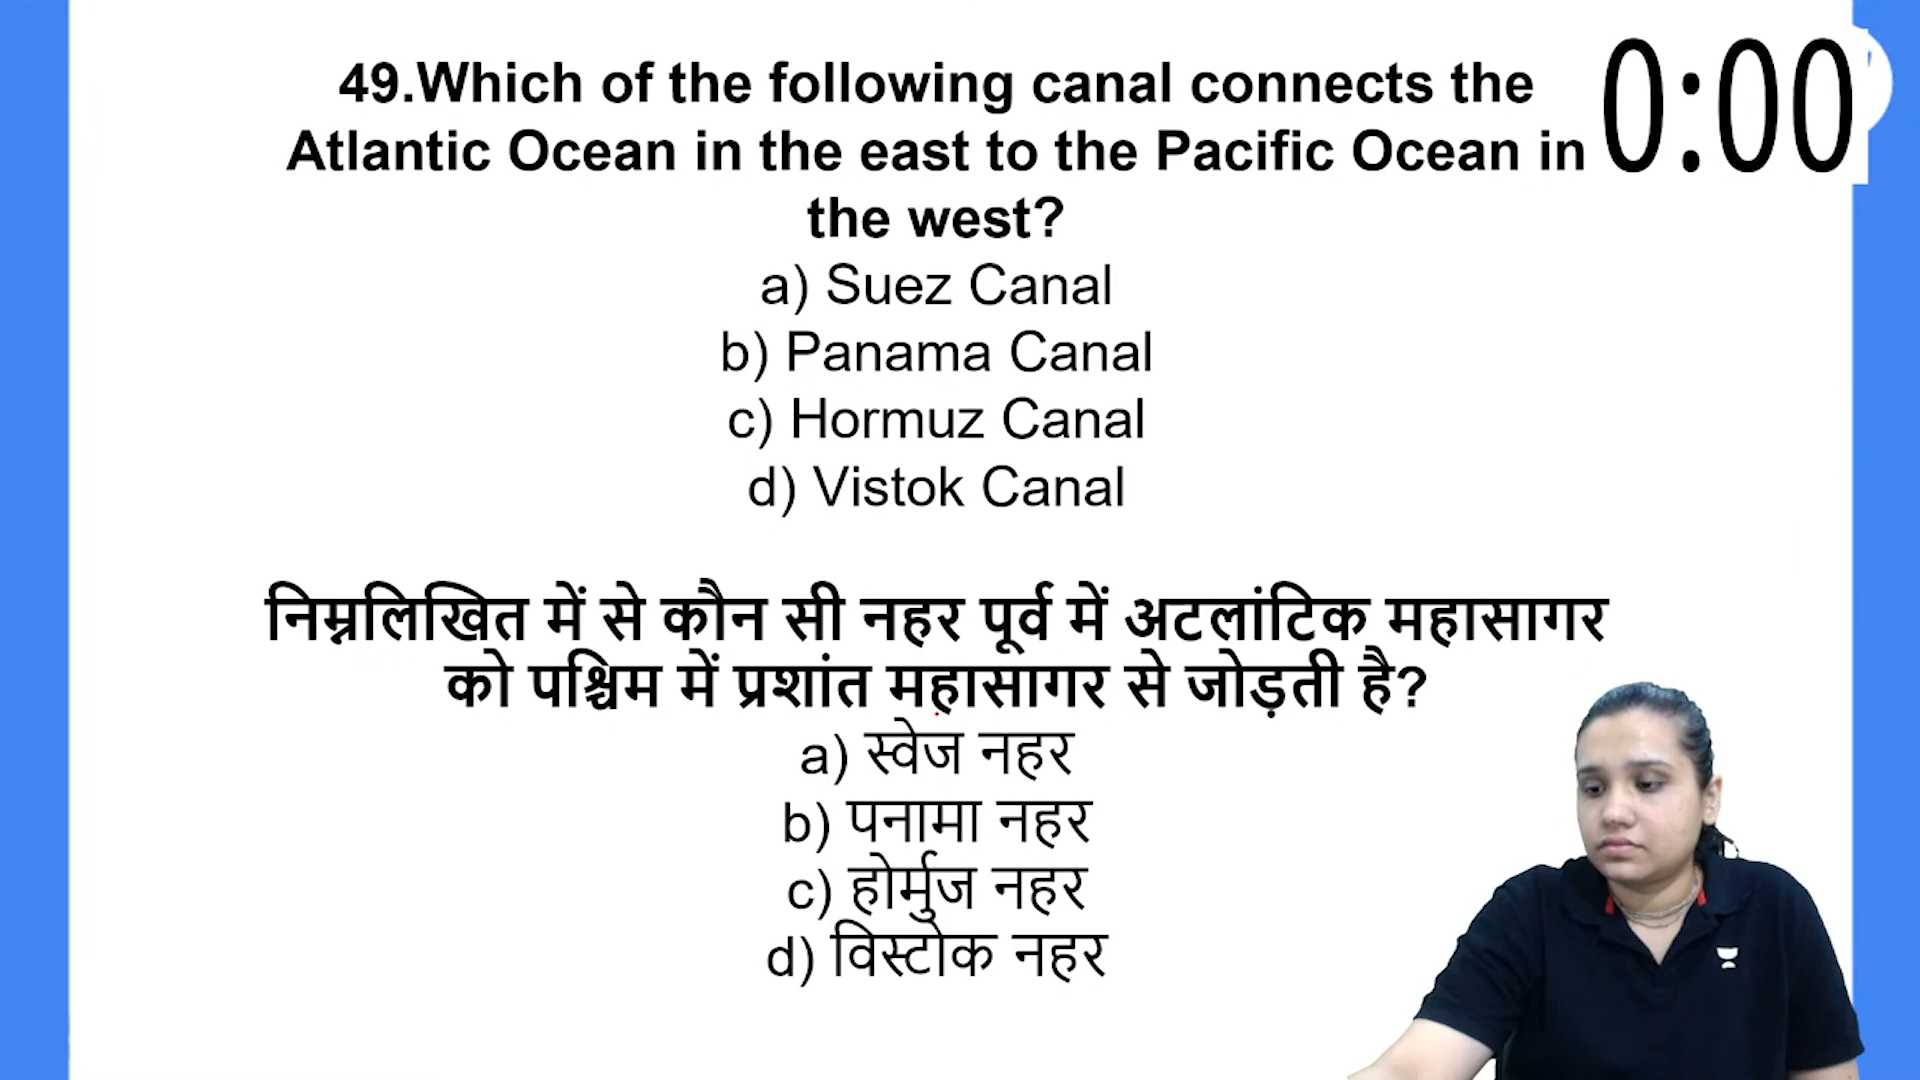 49.Which of the following canal connects the
Atlantic Ocean in the east to the Pacific Ocean in
the west?
a) Suez Canal
b) Panama Canal
c) Hormuz Canal
d) Vistok Canal
0:00
निम्नलिखित में से कौन सी नहर पूर्व में अटलांटिक महासागर
को पश्चिम में प्रशांत महासागर से जोड़ती है?
a) स्वेज नहर
b) पनामा नहर
c) होर्मुज नहर
d) विस्टोक नहर